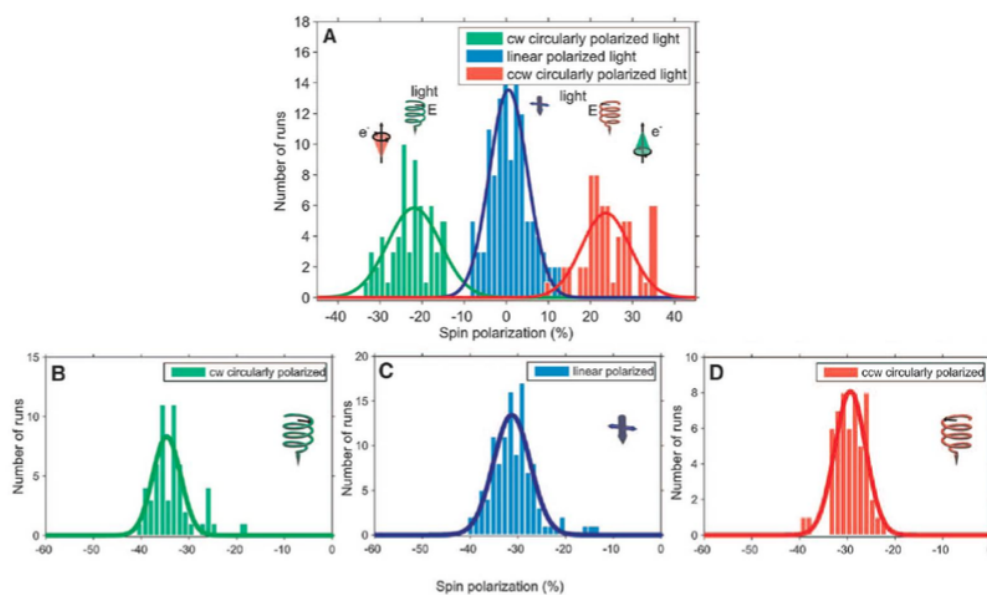 A
cw circularly polarized light
linear polarized light
ccw circularly polarized light
light
E
light
E
e-
e-
Number of runs
18
16
14
12
10
8
6
4
2
0
-40 -30 -20 -10 0 10 20 30 40
Spin polarization (%)
B
cw circularly polarized
Number of runs
15
10
5
0
-60 -50 -40 -30 -20 -10 0
C
linear polarized
Number of runs
20
15
10
5
0
-60 -50 -40 -30 -20 -10 0
D
ccw circularly polarized
Number of runs
10
8
6
4
2
0
-60 -50 -40 -30 -20 -10 0
Spin polarization (%)